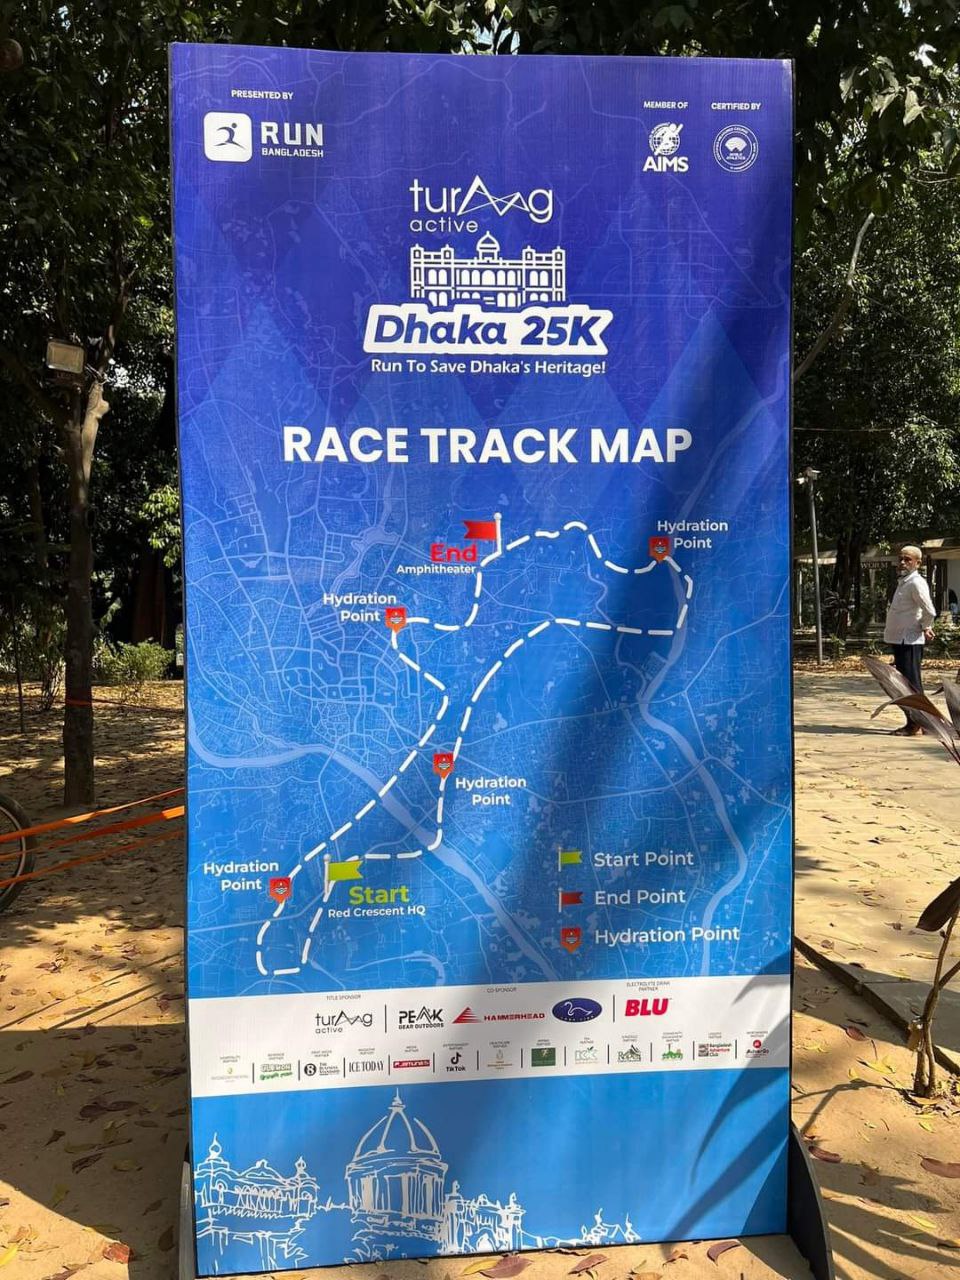 PRESENTED BY
RUN
BANGLADESH
MEMBER OF
AIMS
CERTIFIED BY
turAag
active
Dhaka 25K
Run To Save Dhaka's Heritage!
RACE TRACK MAP
End
Amphitheater
Hydration
Point
Hydration
Point
Hydration
Point
Hydration
Point
Start
Red Crescent HQ
Start Point
End Point
Hydration Point
TITLE SPONSOR
turAag
active
CO-SPONSOR
PEAK
GEAR OUTDOORS
HAMMERHEAD
ELECTROLYTE DRINK
PARTNER
BLU
THE
BUSINESS
STANDARD
ICE TODAY
TikTok